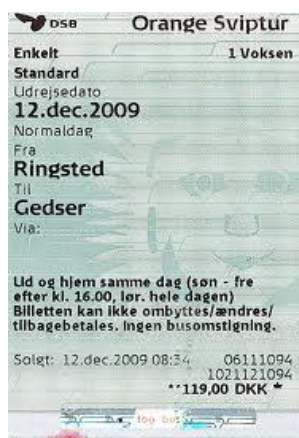 DSB Orange Sviptur
Enkelt 1 Voksen
Standard
Udrejsedato
12.dec.2009
Normaldag
Fra
Ringsted
Til
Gedser
Via:
Ud og hjem samme dag (søn - fre
efter kl. 16.00, lør. hele dagen)
Billetten kan ikke ombyttes/ændres/
tilbagebetales. Ingen busomstigning.
Solgt: 12.dec.2009 08:34 06111094
1021121094
**119,00 DKK *
tog bus